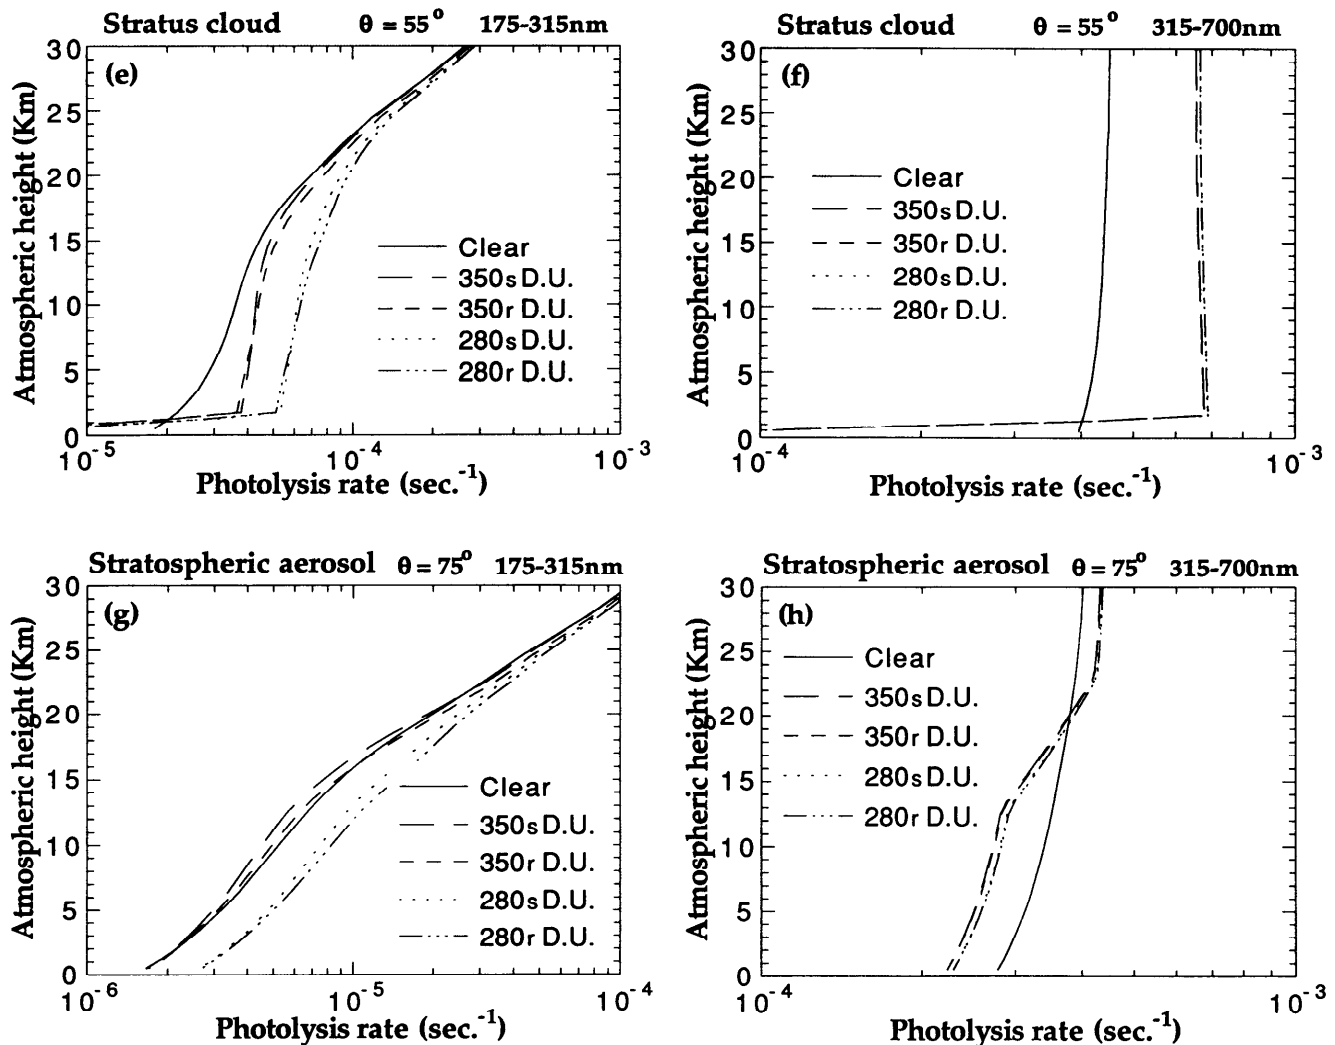 Stratus cloud θ = 55° 175-315nm
(e)
Atmospheric height (Km)
30
25
20
15
10
5
0
Clear
350s D.U.
350r D.U.
280s D.U.
280r D.U.
10⁻⁵ 10⁻⁴ 10⁻³
Photolysis rate (sec.⁻¹)
Stratus cloud θ = 55° 315-700nm
(f)
Atmospheric height (Km)
30
25
20
15
10
5
0
Clear
350s D.U.
350r D.U.
280s D.U.
280r D.U.
10⁻⁴ 10⁻³
Photolysis rate (sec.⁻¹)
Stratospheric aerosol θ = 75° 175-315nm
(g)
Atmospheric height (Km)
30
25
20
15
10
5
0
Clear
350s D.U.
350r D.U.
280s D.U.
280r D.U.
10⁻⁶ 10⁻⁵ 10⁻⁴
Photolysis rate (sec.⁻¹)
Stratospheric aerosol θ = 75° 315-700nm
(h)
Atmospheric height (Km)
30
25
20
15
10
5
0
Clear
350s D.U.
350r D.U.
280s D.U.
280r D.U.
10⁻⁴ 10⁻³
Photolysis rate (sec.⁻¹)